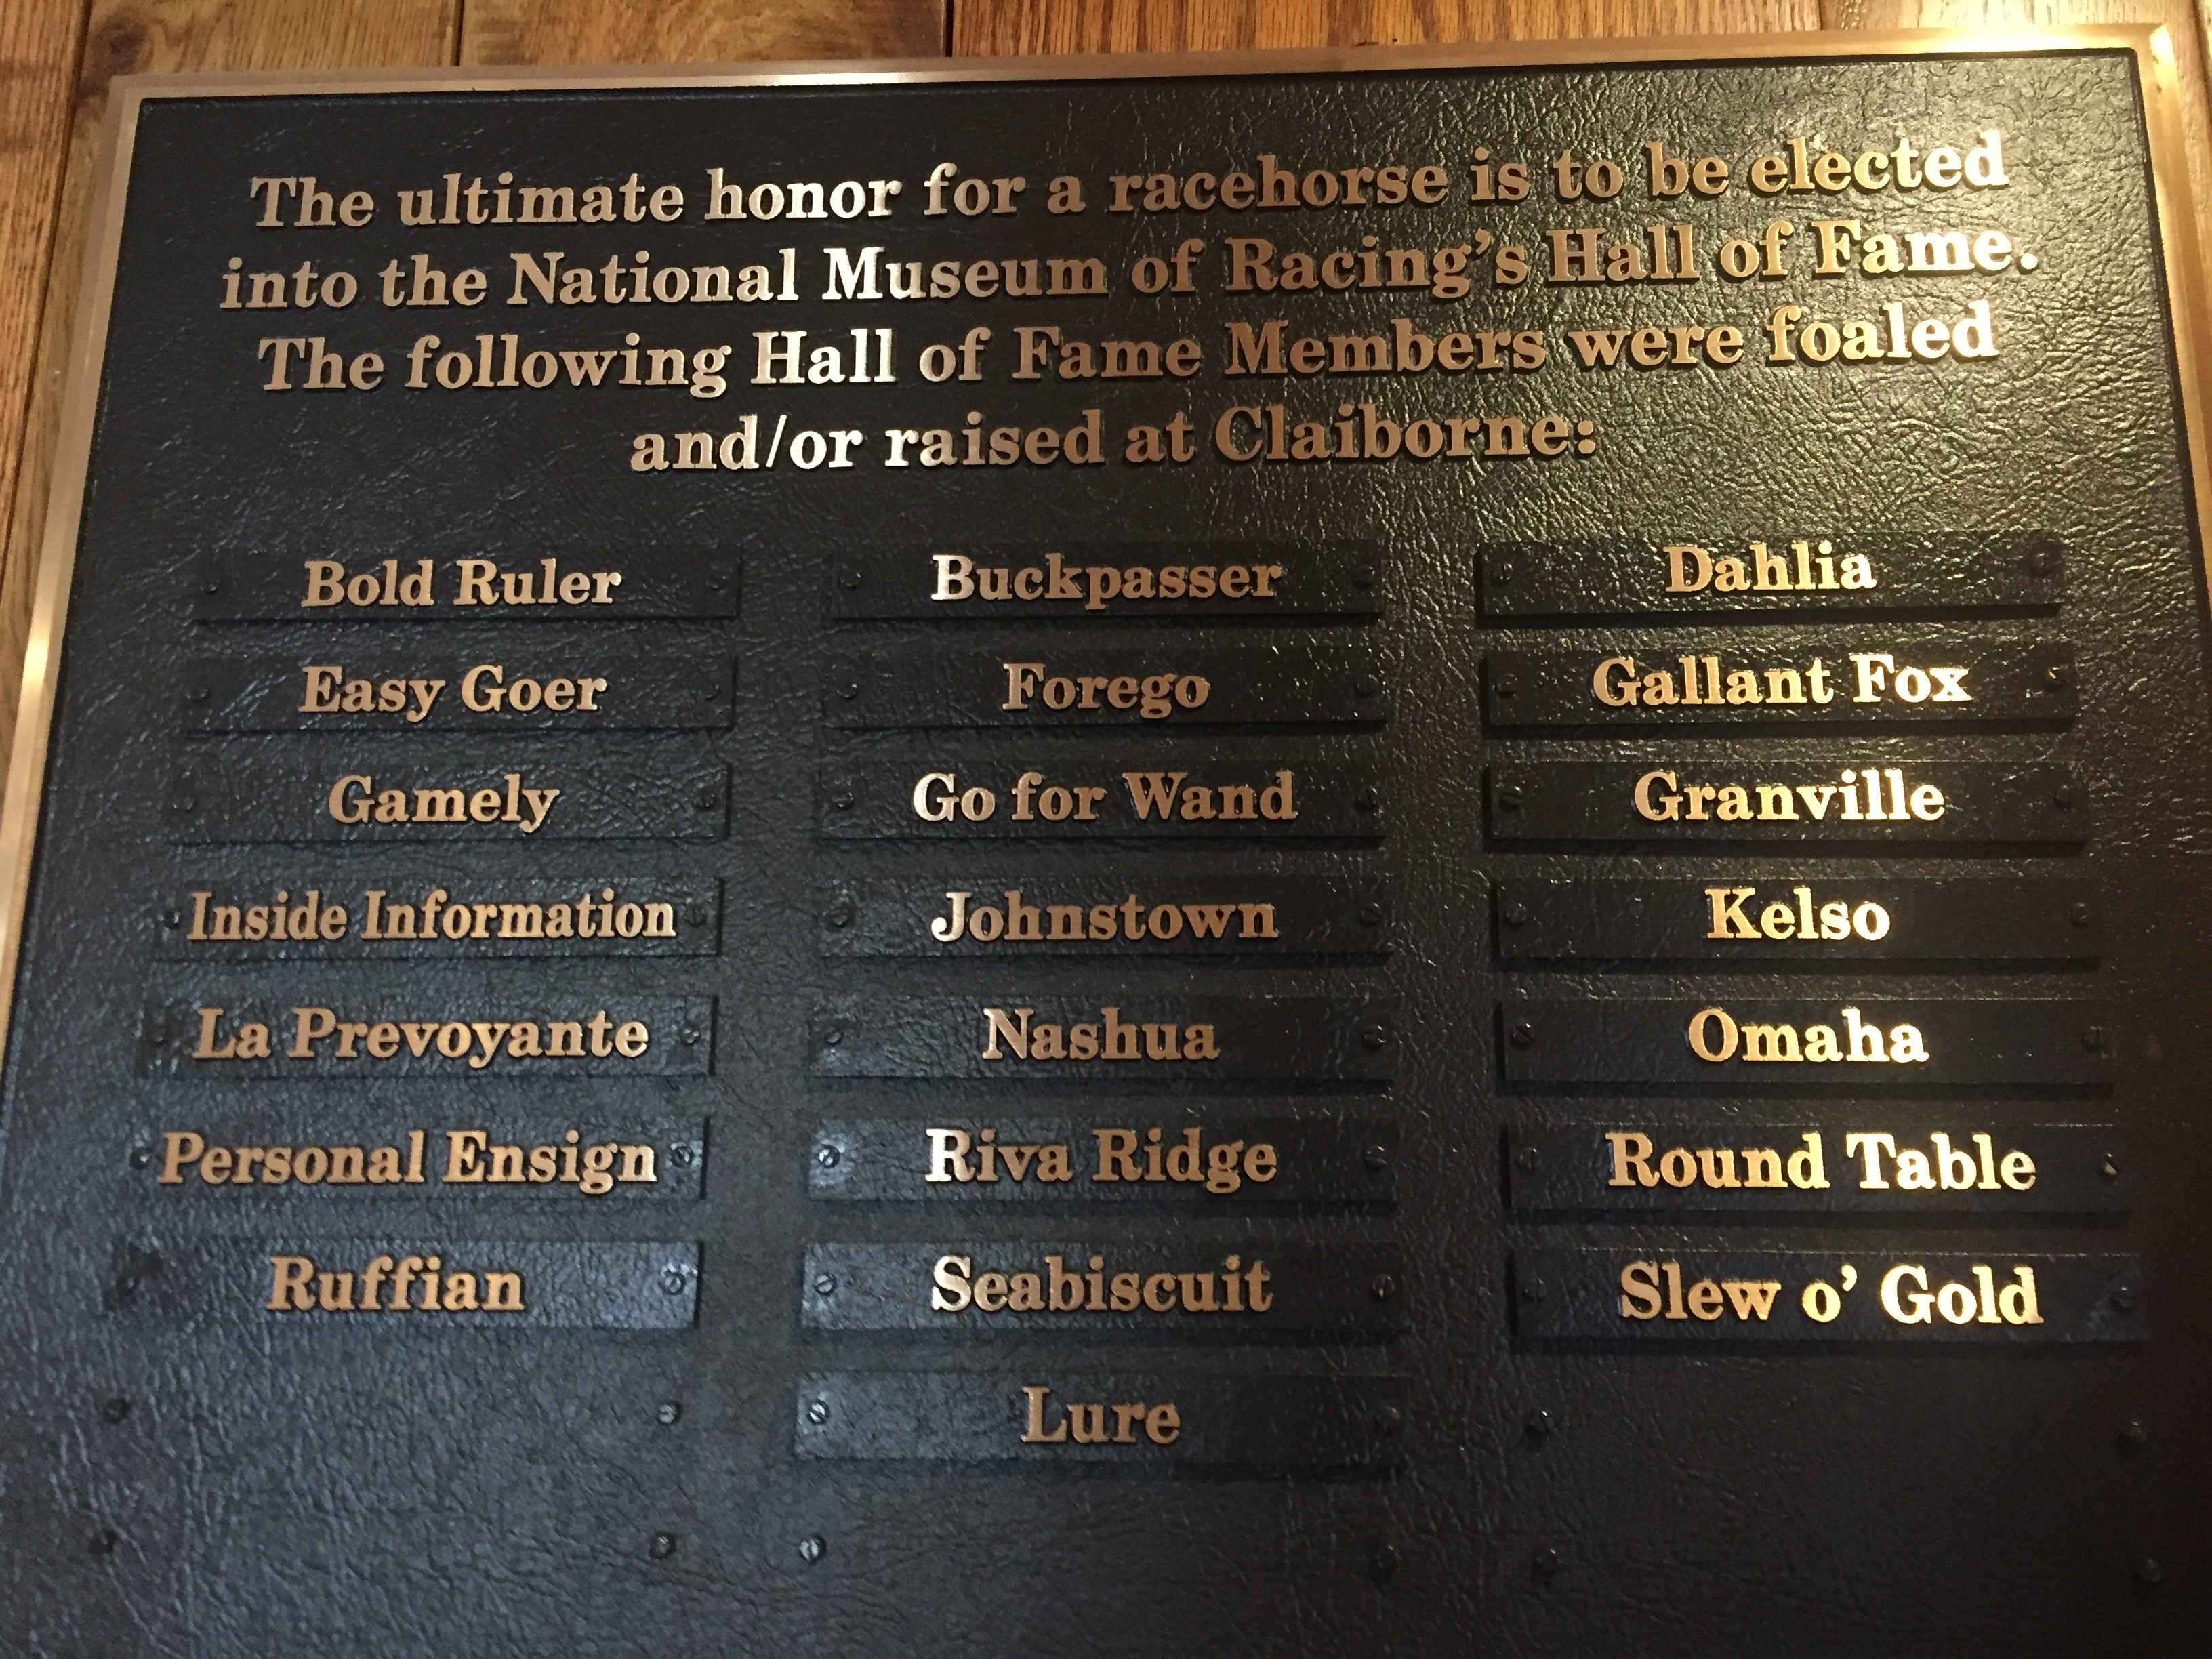 The ultimate honor for a racehorse is to be elected
into the National Museum of Racing's Hall of Fame.
The following Hall of Fame Members were foaled
and/or raised at Claiborne:
Bold Ruler Buckpasser Dahlia
Easy Goer Forego Gallant Fox
Gamely Go for Wand Granville
Inside Information Johnstown Kelso
La Prevoyante Nashua Omaha
Personal Ensign Riva Ridge Round Table
Ruffian Seabiscuit Slew o' Gold
Lure